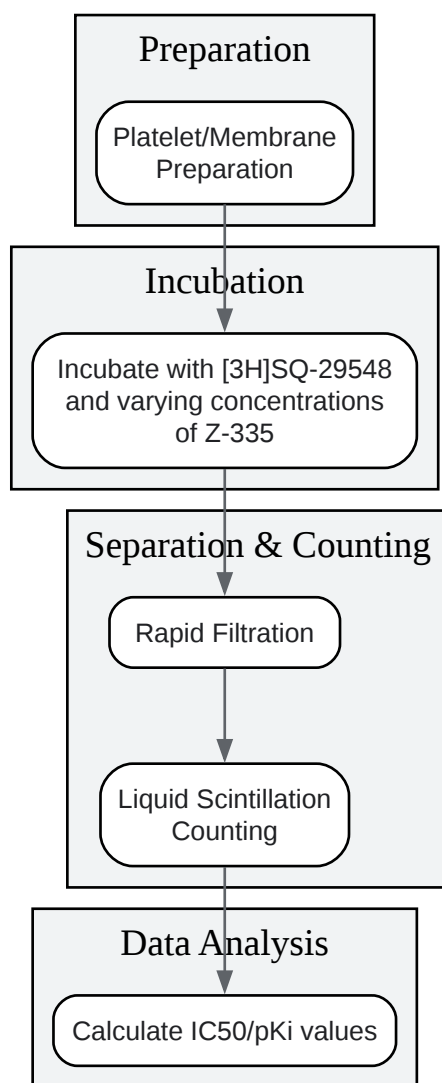 Preparation
Platelet/Membrane
Preparation
Incubation
Incubate with [3H]SQ-29548
and varying concentrations
of Z-335
Separation & Counting
Rapid Filtration
Liquid Scintillation
Counting
Data Analysis
Calculate IC50/pKi values